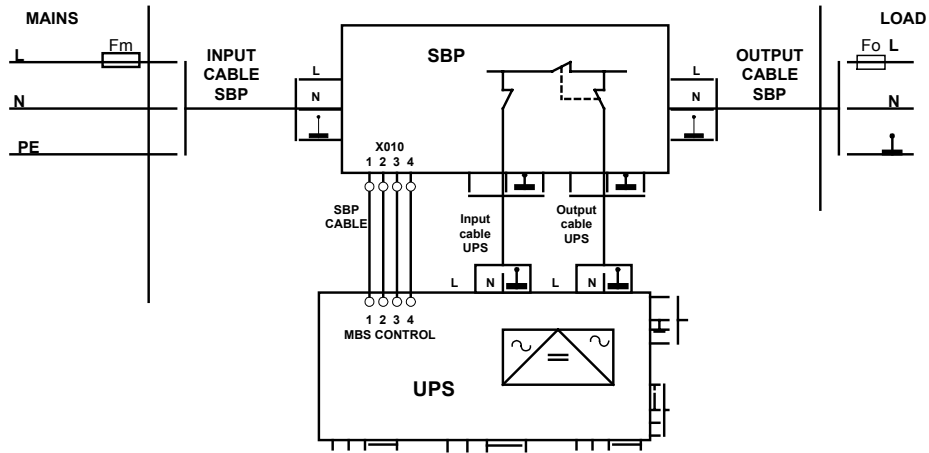 MAINS
LOAD
L
Fm
INPUT
CABLE
SBP
SBP
OUTPUT
CABLE
SBP
Fo L
L
N
L
N
N
N
PE
X010
1 2 3 4
SBP
CABLE
Input
cable
UPS
Output
cable
UPS
L N L N
1 2 3 4
MBS CONTROL
UPS